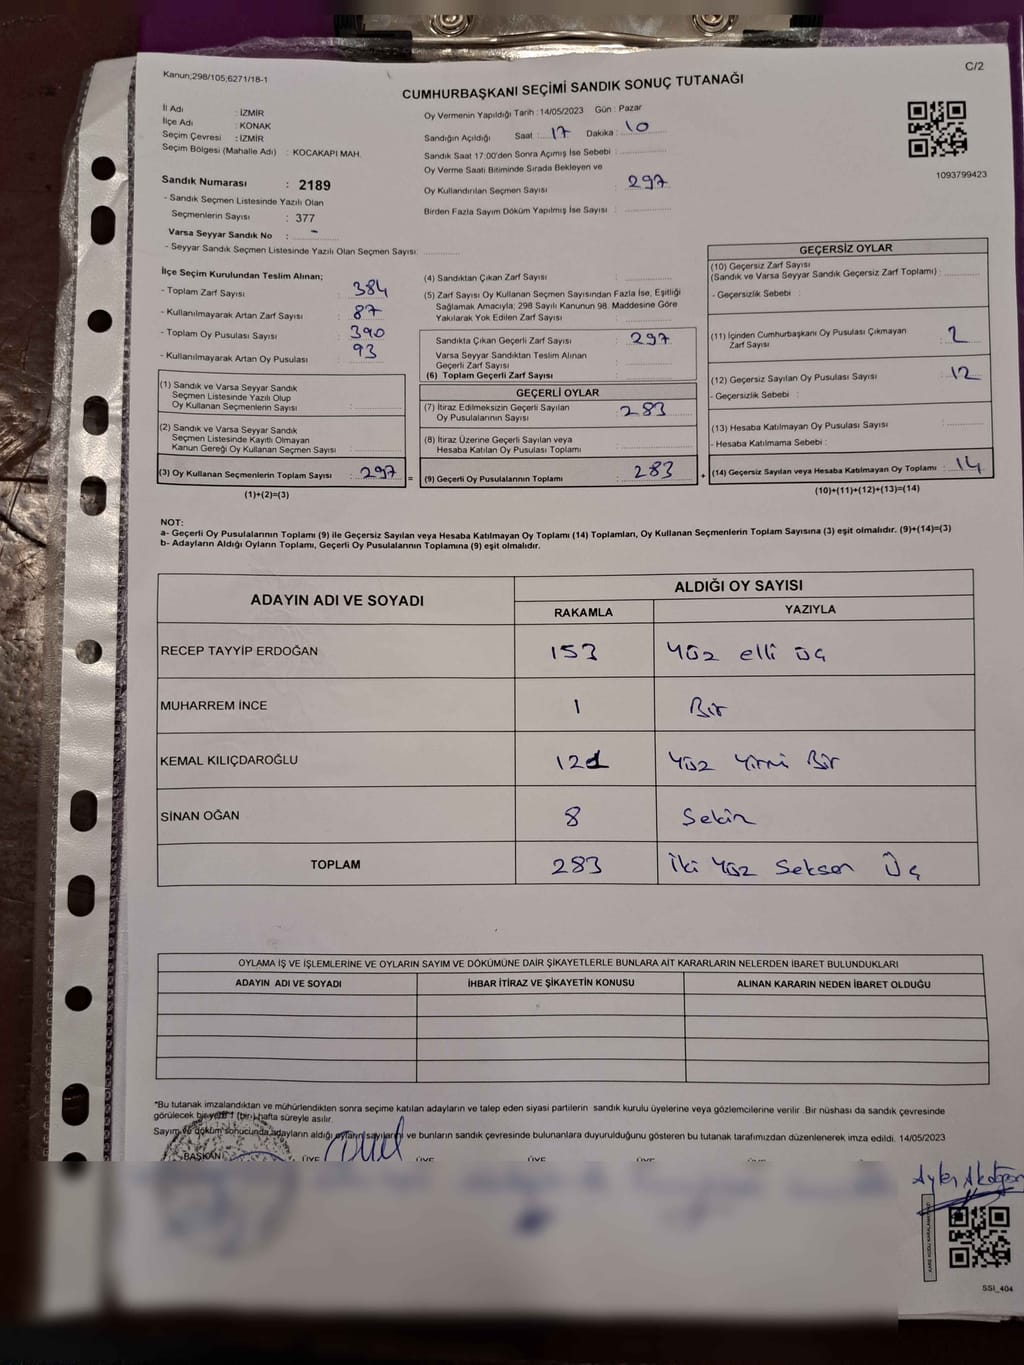 Kanun;298/105;6271/18-1
C/2
CUMHURBAŞKANI SEÇİMİ SANDIK SONUÇ TUTANAĞI
İl Adı : İZMİR
İlçe Adı : KONAK
Seçim Çevresi : İZMİR
Seçim Bölgesi (Mahalle Adı) : KOCAKAPI MAH.
Sandık Numarası : 2189
- Sandık Seçmen Listesinde Yazılı Olan
Seçmenlerin Sayısı : 377
Varsa Seyyar Sandık No : -
- Seyyar Sandık Seçmen Listesinde Yazılı Olan Seçmen Sayısı:
Oy Vermenin Yapıldığı Tarih : 14/05/2023 Gün : Pazar
Sandığın Açıldığı Saat : 17 Dakika : 10
Sandık Saat 17:00'den Sonra Açımış İse Sebebi :
Oy Verme Saati Bitiminde Sırada Bekleyen ve
Oy Kullandırılan Seçmen Sayısı : 297
Birden Fazla Sayım Döküm Yapılmış İse Sayısı :
1093799423
İlçe Seçim Kurulundan Teslim Alınan;
- Toplam Zarf Sayısı : 384
- Kullanılmayarak Artan Zarf Sayısı : 87
- Toplam Oy Pusulası Sayısı : 390
- Kullanılmayarak Artan Oy Pusulası : 93
(1) Sandık ve Varsa Seyyar Sandık
Seçmen Listesinde Yazılı Olup
Oy Kullanan Seçmenlerin Sayısı :
(2) Sandık ve Varsa Seyyar Sandık
Seçmen Listesinde Kayıtlı Olmayan
Kanun Gereği Oy Kullanan Seçmen Sayısı :
(3) Oy Kullanan Seçmenlerin Toplam Sayısı : 297 =
(1)+(2)=(3)
(4) Sandıktan Çıkan Zarf Sayısı :
(5) Zarf Sayısı Oy Kullanan Seçmen Sayısından Fazla İse, Eşitliği
Sağlamak Amacıyla; 298 Sayılı Kanunun 98. Maddesine Göre
Yakılarak Yok Edilen Zarf Sayısı :
Sandıkta Çıkan Geçerli Zarf Sayısı : 297
Varsa Seyyar Sandıktan Teslim Alınan
Geçerli Zarf Sayısı :
(6) Toplam Geçerli Zarf Sayısı :
GEÇERLİ OYLAR
(7) İtiraz Edilmeksizin Geçerli Sayılan
Oy Pusulalarının Sayısı : 283
(8) İtiraz Üzerine Geçerli Sayılan veya
Hesaba Katılan Oy Pusulası Toplamı :
(9) Geçerli Oy Pusulalarının Toplamı : 283 +
GEÇERSİZ OYLAR
(10) Geçersiz Zarf Sayısı
(Sandık ve Varsa Seyyar Sandık Geçersiz Zarf Toplamı) :
- Geçersizlik Sebebi :
(11) İçinden Cumhurbaşkanı Oy Pusulası Çıkmayan
Zarf Sayısı : 2
(12) Geçersiz Sayılan Oy Pusulası Sayısı : 12
- Geçersizlik Sebebi :
(13) Hesaba Katılmayan Oy Pusulası Sayısı :
- Hesaba Katılmama Sebebi :
(14) Geçersiz Sayılan veya Hesaba Katılmayan Oy Toplamı : 14
(10)+(11)+(12)+(13)=(14)
NOT:
a- Geçerli Oy Pusulalarının Toplamı (9) ile Geçersiz Sayılan veya Hesaba Katılmayan Oy Toplamı (14) Toplamları, Oy Kullanan Seçmenlerin Toplam Sayısına (3) eşit olmalıdır. (9)+(14)=(3)
b- Adayların Aldığı Oyların Toplamı, Geçerli Oy Pusulalarının Toplamına (9) eşit olmalıdır.
ADAYIN ADI VE SOYADI
ALDIĞI OY SAYISI
RAKAMLA YAZIYLA
RECEP TAYYİP ERDOĞAN 153 Yüz elli üç
MUHARREM İNCE 1 Bir
KEMAL KILIÇDAROĞLU 121 Yüz Yirmi Bir
SİNAN OĞAN 8 Sekiz
TOPLAM 283 İki Yüz Seksen Üç
OYLAMA İŞ VE İŞLEMLERİNE VE OYLARIN SAYIM VE DÖKÜMÜNE DAİR ŞİKAYETLERLE BUNLARA AİT KARARLARIN NELERDEN İBARET BULUNDUKLARI
ADAYIN ADI VE SOYADI İHBAR İTİRAZ VE ŞİKAYETİN KONUSU ALINAN KARARIN NEDEN İBARET OLDUĞU
"Bu tutanak imzalandıktan ve mühürlendikten sonra seçime katılan adayların ve talep eden siyasi partilerin sandık kurulu üyelerine veya gözlemcilerine verilir. Bir nüshası da sandık çevresinde
görülecek bir yere 1 (bir) hafta süreyle asılır.
Sayım ve döküm sonucunda adayların aldığı oyların sayılarını ve bunların sandık çevresinde bulunanlara duyurulduğunu gösteren bu tutanak tarafımızdan düzenlenerek imza edildi. 14/05/2023
BAŞKAN ÜYE ÜYE ÜYE ÜYE ÜYE
SSI_404